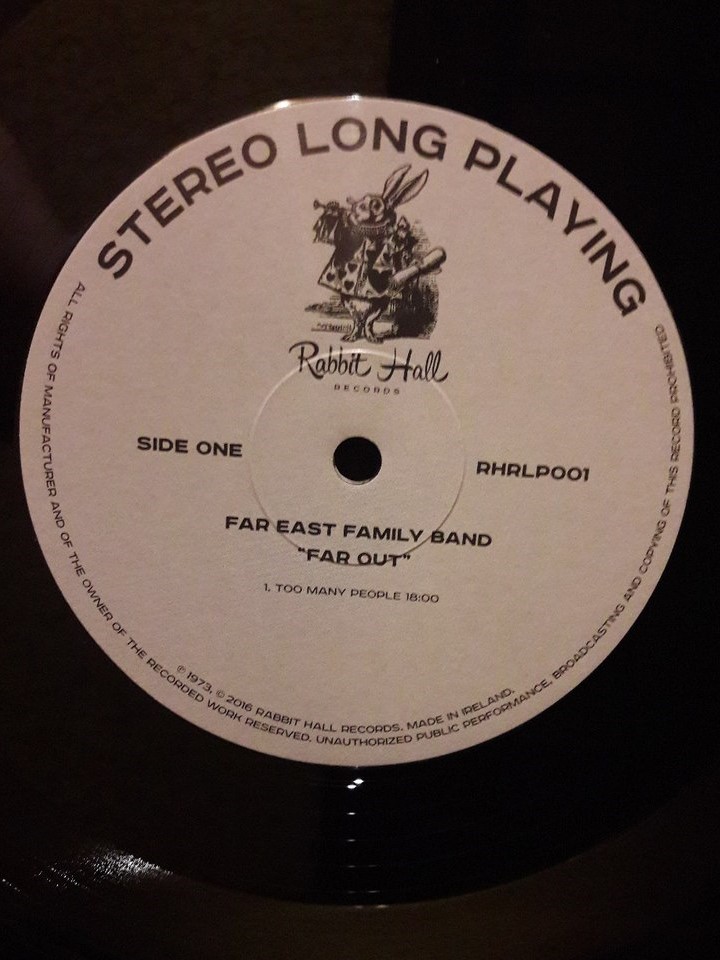 STEREO LONG PLAYING
Rabbit Hall
RECORDS
SIDE ONE
RHRLP001
FAR EAST FAMILY BAND
"FAR OUT"
1, TOO MANY PEOPLE 18:00
℗ 1973, © 2016 RABBIT HALL RECORDS. MADE IN IRELAND.
ALL RIGHTS OF MANUFACTURER AND OF THE OWNER OF THE RECORDED WORK RESERVED. UNAUTHORIZED PUBLIC PERFORMANCE, BROADCASTING AND COPYING OF THIS RECORD PROHIBITED